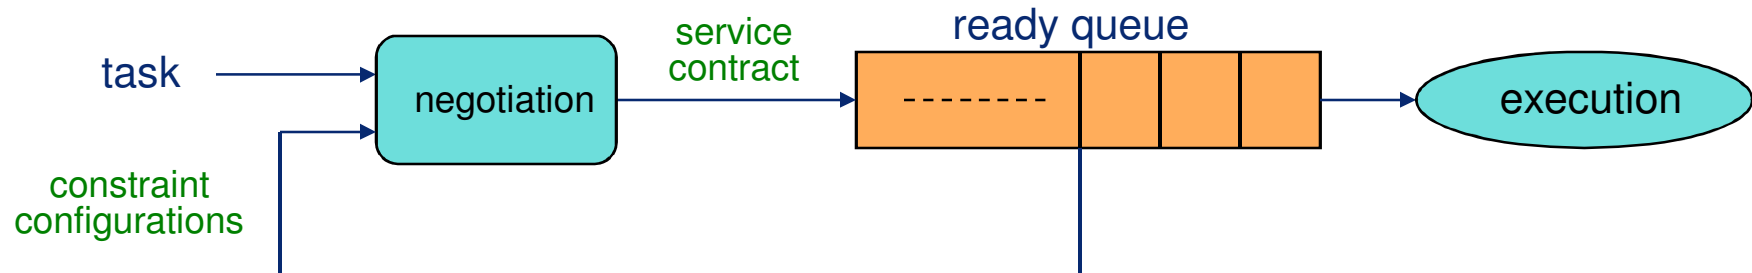 task
constraint
configurations
negotiation
service
contract
ready queue
execution